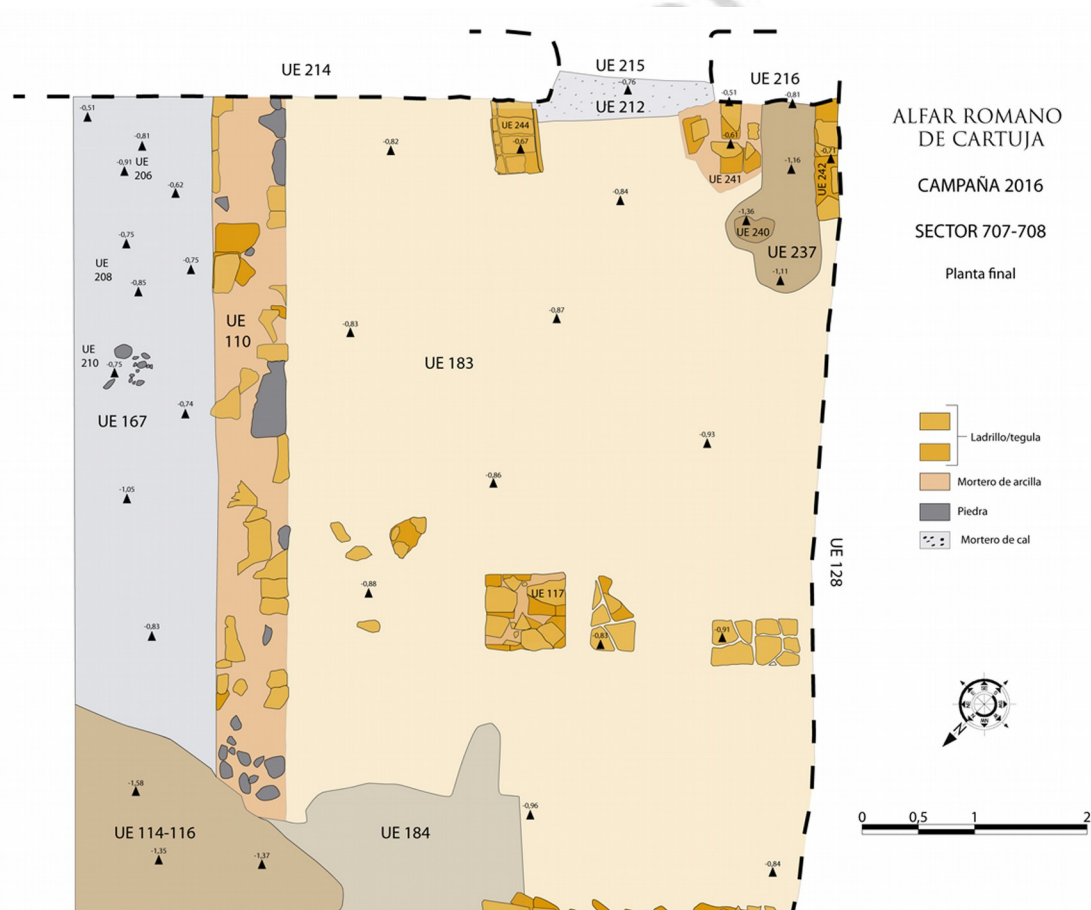 UE 214
UE 215
-0,76
UE 212
UE 216
-0,51
-0,81
-0,51
-0,81
-0,91
UE
206
-0,62
-0,82
UE 244
-0,67
-0,61
UE 241
-1,16
-0,71
UE 242
-0,84
-1,36
UE 240
UE 237
-1,11
-0,75
UE
208
-0,75
-0,85
UE
110
-0,83
-0,87
UE
210
-0,75
UE 183
UE 167
-0,74
-0,93
-1,05
-0,86
UE 128
-0,88
UE 117
-0,83
-0,91
-0,83
-1,58
UE 114-116
-1,35
-1,37
UE 184
-0,96
-0,84
ALFAR ROMANO
DE CARTUJA
CAMPAÑA 2016
SECTOR 707-708
Planta final
Ladrillo/tegula
Mortero de arcilla
Piedra
Mortero de cal
N
0 0,5 1 2